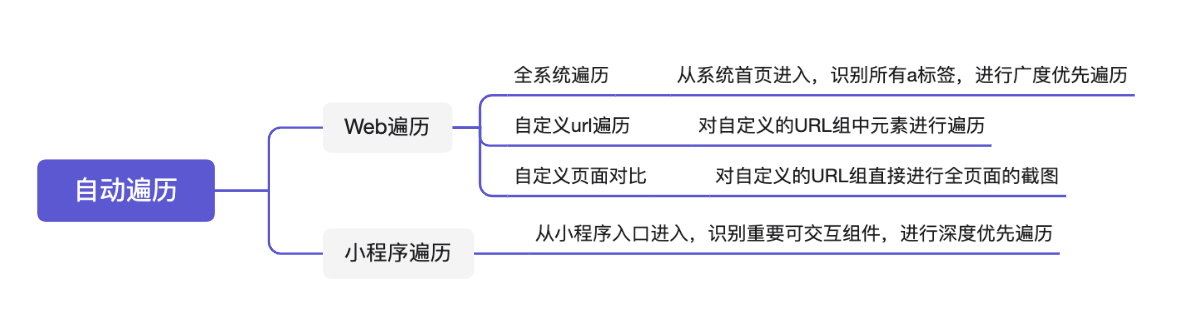 自动遍历
Web遍历
全系统遍历
从系统首页进入，识别所有a标签，进行广度优先遍历
自定义url遍历
对自定义的URL组中元素进行遍历
自定义页面对比
对自定义的URL组直接进行全页面的截图
小程序遍历
从小程序入口进入，识别重要可交互组件，进行深度优先遍历